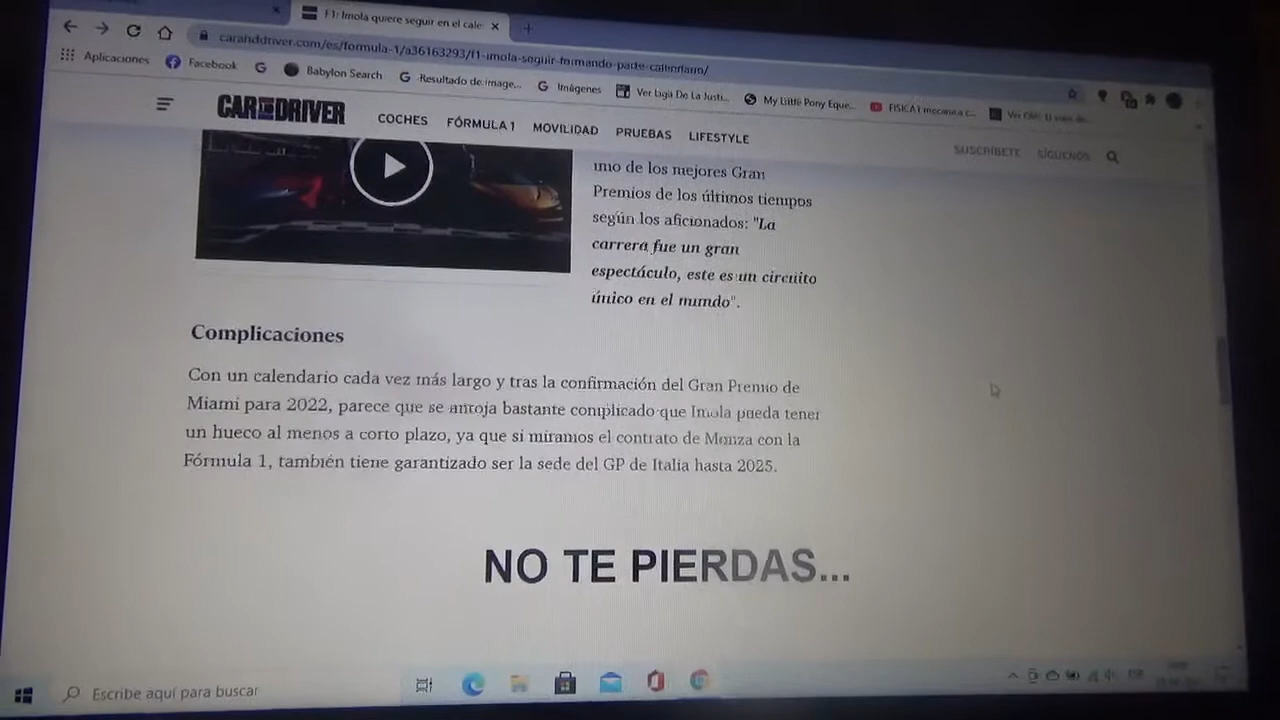 F1: Imola quiere seguir en el cale
caranddriver.com/es/formula-1/a36163293/f1-imola-seguir-formando-parte-calendario/
Aplicaciones Facebook Babylon Search Resultado de image... Imágenes Ver Liga De La Justi... My Little Pony Eque... FISICA I mecanica c...
CAR AND DRIVER COCHES FÓRMULA 1 MOVILIDAD PRUEBAS LIFESTYLE SUSCRÍBETE SÍGUENOS
uno de los mejores Gran
Premios de los últimos tiempos
según los aficionados: "La
carrera fue un gran
espectáculo, este es un circuito
único en el mundo".
Complicaciones
Con un calendario cada vez más largo y tras la confirmación del Gran Premio de
Miami para 2022, parece que se antoja bastante complicado que Imola pueda tener
un hueco al menos a corto plazo, ya que si miramos el contrato de Monza con la
Fórmula 1, también tiene garantizado ser la sede del GP de Italia hasta 2025.
NO TE PIERDAS...
Escribe aquí para buscar